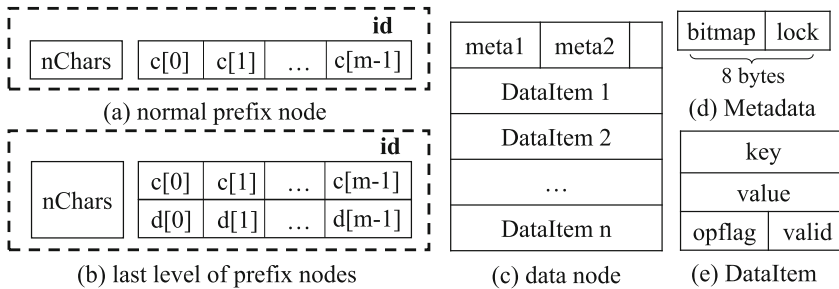 id
nChars c[0] c[1] … c[m-1]
(a) normal prefix node
id
nChars
c[0] c[1] … c[m-1]
d[0] d[1] … d[m-1]
(b) last level of prefix nodes
meta1 meta2
DataItem 1
DataItem 2
…
DataItem n
(c) data node
bitmap lock
8 bytes
(d) Metadata
key
value
opflag valid
(e) DataItem